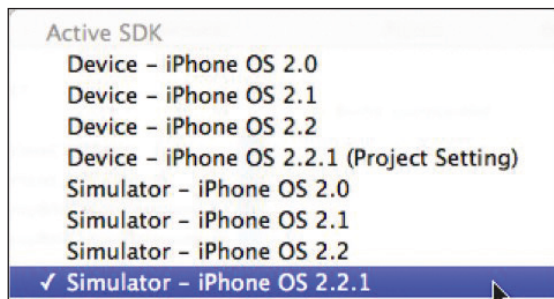 Active SDK
Device – iPhone OS 2.0
Device – iPhone OS 2.1
Device – iPhone OS 2.2
Device – iPhone OS 2.2.1 (Project Setting)
Simulator – iPhone OS 2.0
Simulator – iPhone OS 2.1
Simulator – iPhone OS 2.2
✓ Simulator – iPhone OS 2.2.1